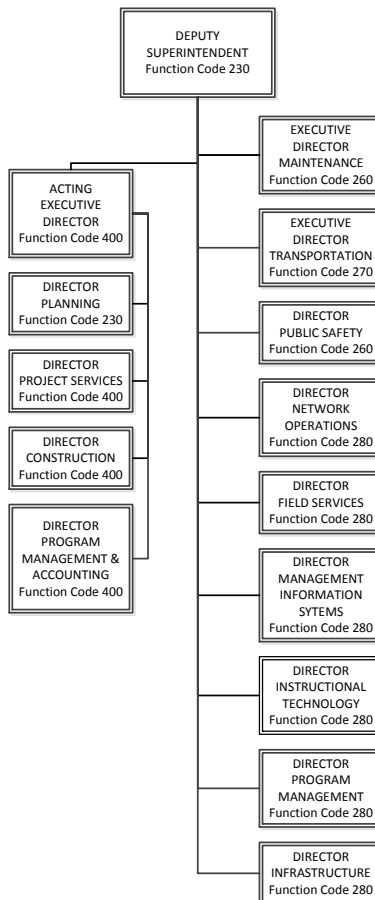 DEPUTY
SUPERINTENDENT
Function Code 230
ACTING
EXECUTIVE
DIRECTOR
Function Code 400
DIRECTOR
PLANNING
Function Code 230
DIRECTOR
PROJECT SERVICES
Function Code 400
DIRECTOR
CONSTRUCTION
Function Code 400
DIRECTOR
PROGRAM
MANAGEMENT &
ACCOUNTING
Function Code 400
EXECUTIVE
DIRECTOR
MAINTENANCE
Function Code 260
EXECUTIVE
DIRECTOR
TRANSPORTATION
Function Code 270
DIRECTOR
PUBLIC SAFETY
Function Code 260
DIRECTOR
NETWORK
OPERATIONS
Function Code 280
DIRECTOR
FIELD SERVICES
Function Code 280
DIRECTOR
MANAGEMENT
INFORMATION
SYTEMS
Function Code 280
DIRECTOR
INSTRUCTIONAL
TECHNOLOGY
Function Code 280
DIRECTOR
PROGRAM
MANAGEMENT
Function Code 280
DIRECTOR
INFRASTRUCTURE
Function Code 280